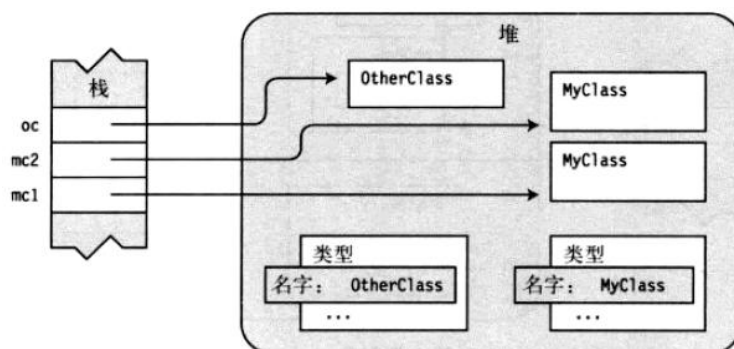 堆
栈
OtherClass
MyClass
oc
mc2
MyClass
mc1
类型
名字： OtherClass
...
类型
名字： MyClass
...